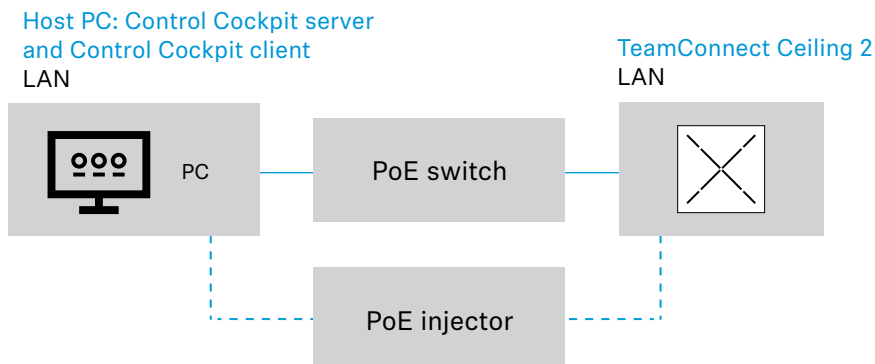 Host PC: Control Cockpit server
and Control Cockpit client
LAN
TeamConnect Ceiling 2
LAN
PC
PoE switch
PoE injector